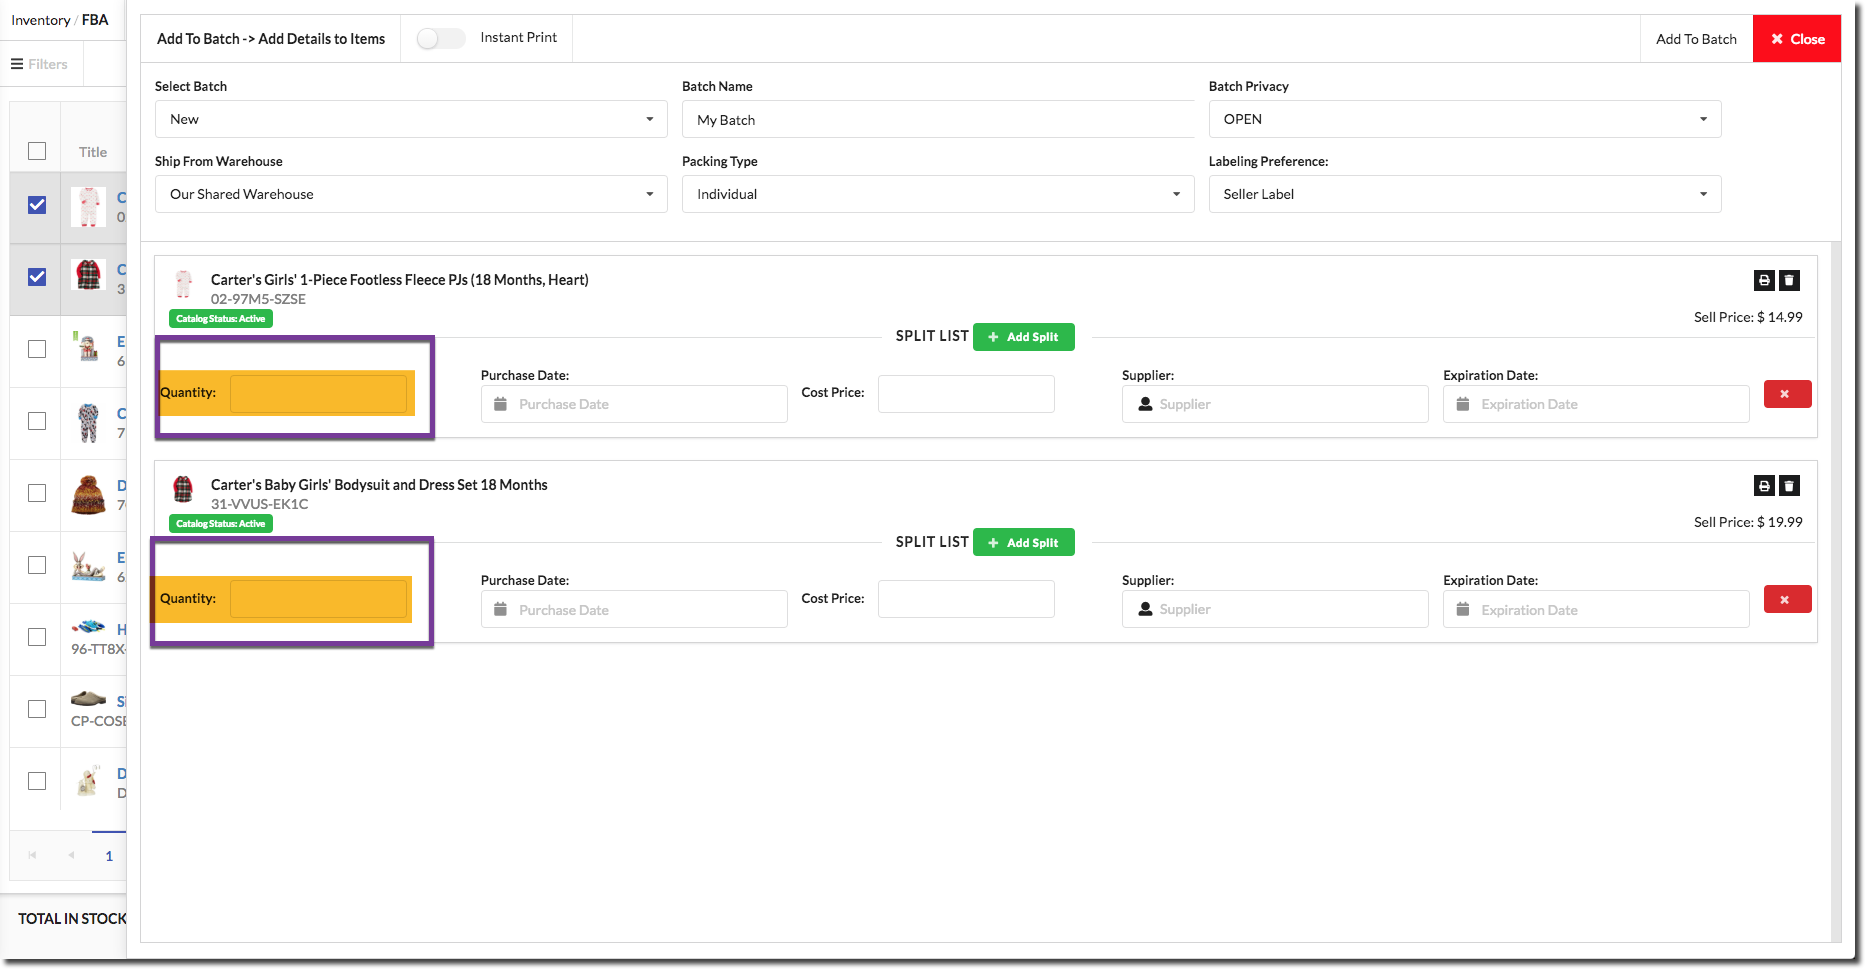 Inventory / FBA
Add To Batch -> Add Details to Items
Instant Print
Add To Batch
Close
Filters
Select Batch
Batch Name
Batch Privacy
New
My Batch
OPEN
Ship From Warehouse
Packing Type
Labeling Preference:
Our Shared Warehouse
Individual
Seller Label
Title
C
0
C
3
E
6
C
7
D
7
E
6
H
96-TT8X-
Si
CP-COSE
D
D
1
TOTAL IN STOCK
Carter's Girls' 1-Piece Footless Fleece PJs (18 Months, Heart)
02-97M5-SZSE
Catalog Status: Active
Sell Price: $ 14.99
SPLIT LIST
+ Add Split
Quantity:
Purchase Date:
Purchase Date
Cost Price:
Supplier:
Supplier
Expiration Date:
Expiration Date
Carter's Baby Girls' Bodysuit and Dress Set 18 Months
31-VVUS-EK1C
Catalog Status: Active
Sell Price: $ 19.99
SPLIT LIST
+ Add Split
Quantity:
Purchase Date:
Purchase Date
Cost Price:
Supplier:
Supplier
Expiration Date:
Expiration Date